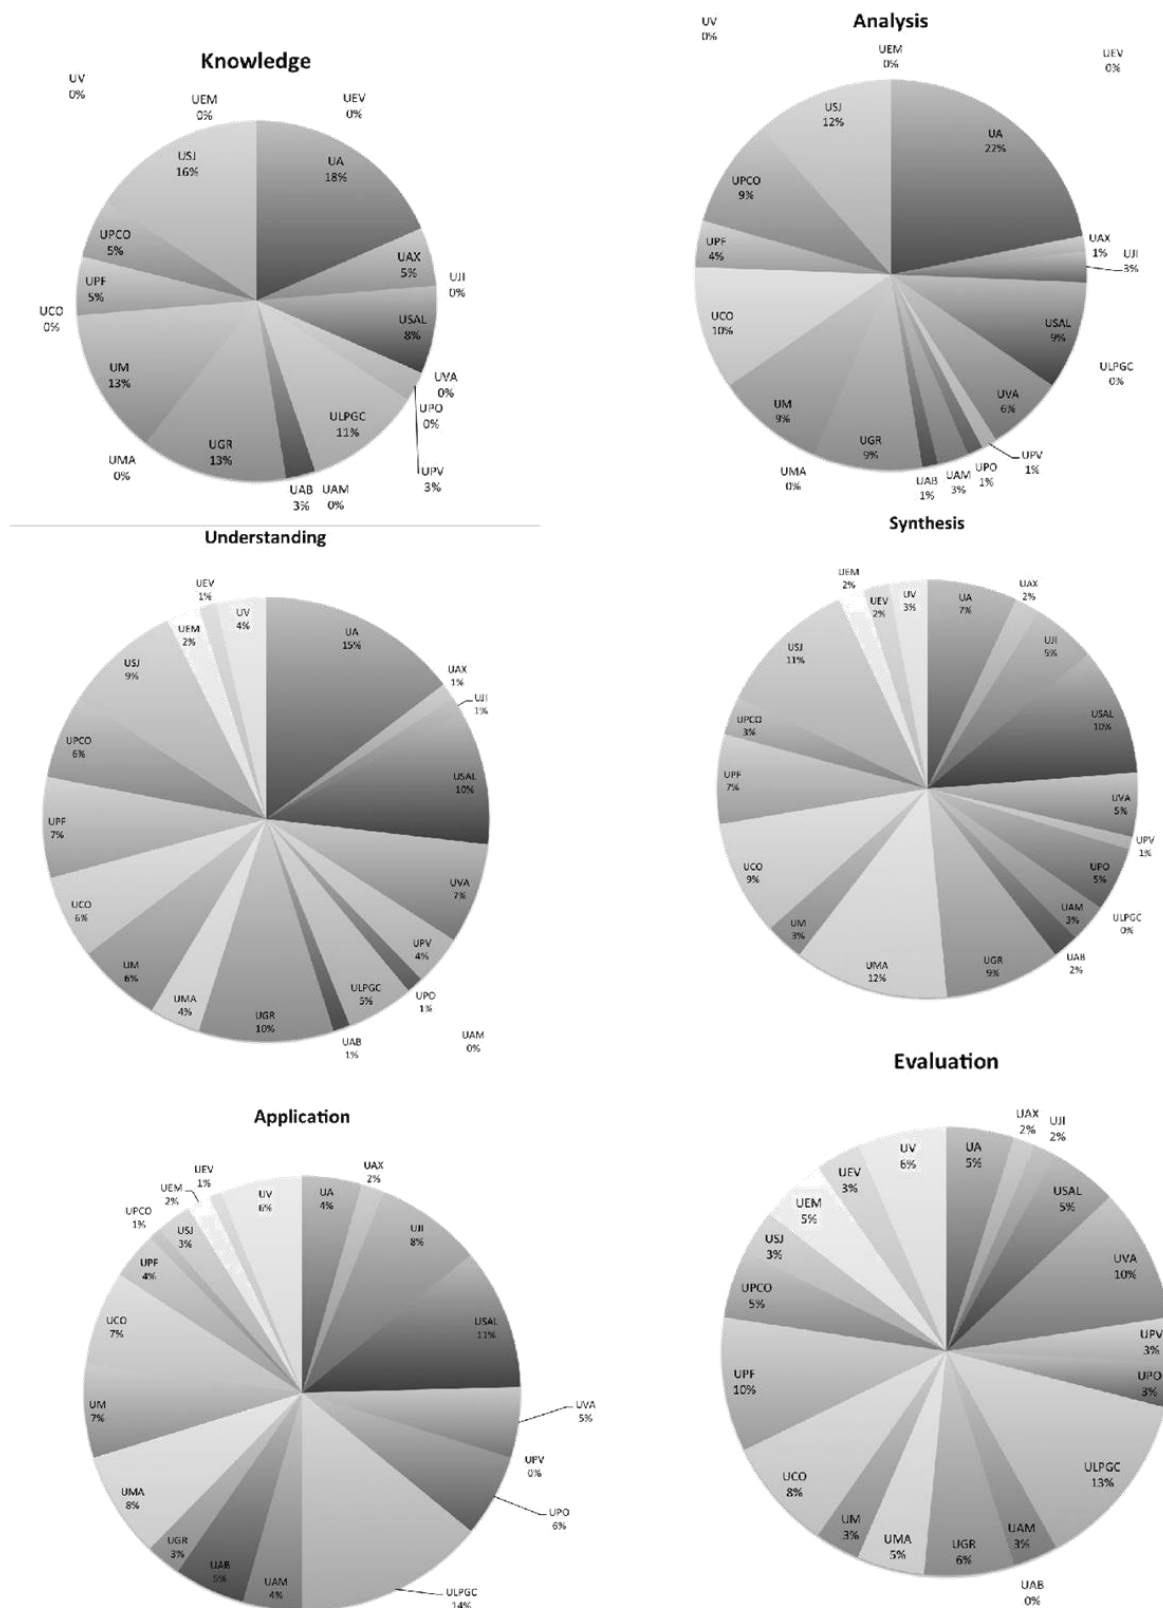 Knowledge
UV
0%
UEM
0%
UEV
0%
USJ
16%
UA
18%
UPCO
5%
UAX
5%
UPF
5%
UJI
0%
UCO
0%
USAL
8%
UM
13%
UVA
0%
UPO
0%
ULPGC
11%
UGR
13%
UMA
0%
UPV
3%
UAB
3%
UAM
0%
Analysis
UV
0%
UEM
0%
UEV
0%
USJ
12%
UA
22%
UPCO
9%
UAX
1%
UPF
4%
UJI
3%
UCO
10%
USAL
9%
ULPGC
0%
UVA
6%
UM
9%
UGR
9%
UPV
1%
UMA
0%
UAB
1%
UAM
3%
UPO
1%
Understanding
UEV
1%
UV
4%
UEM
2%
UA
15%
USJ
9%
UAX
1%
UJI
1%
UPCO
6%
USAL
10%
UPF
7%
UVA
7%
UCO
6%
UPV
4%
UM
6%
ULPGC
5%
UPO
1%
UMA
4%
UGR
10%
UAB
1%
UAM
0%
Synthesis
UEM
2%
UEV
2%
UV
3%
UA
7%
UAX
2%
UJI
5%
USJ
11%
USAL
10%
UPCO
3%
UPF
7%
UVA
5%
UPV
1%
UPO
5%
UCO
9%
UAM
3%
ULPGC
0%
UM
3%
UMA
12%
UGR
9%
UAB
2%
Application
UEV
1%
UAX
2%
UEM
2%
UV
6%
UA
4%
UPCO
1%
USJ
3%
UJI
8%
UPF
4%
USAL
11%
UCO
7%
UVA
5%
UM
7%
UPV
0%
UPO
6%
UMA
8%
UGR
3%
UAB
5%
UAM
4%
ULPGC
14%
Evaluation
UAX
2%
UJI
2%
UV
6%
UA
5%
UEV
3%
USAL
5%
UEM
5%
UVA
10%
USJ
3%
UPCO
5%
UPV
3%
UPO
3%
UPF
10%
ULPGC
13%
UCO
8%
UM
3%
UMA
5%
UGR
6%
UAM
3%
UAB
0%